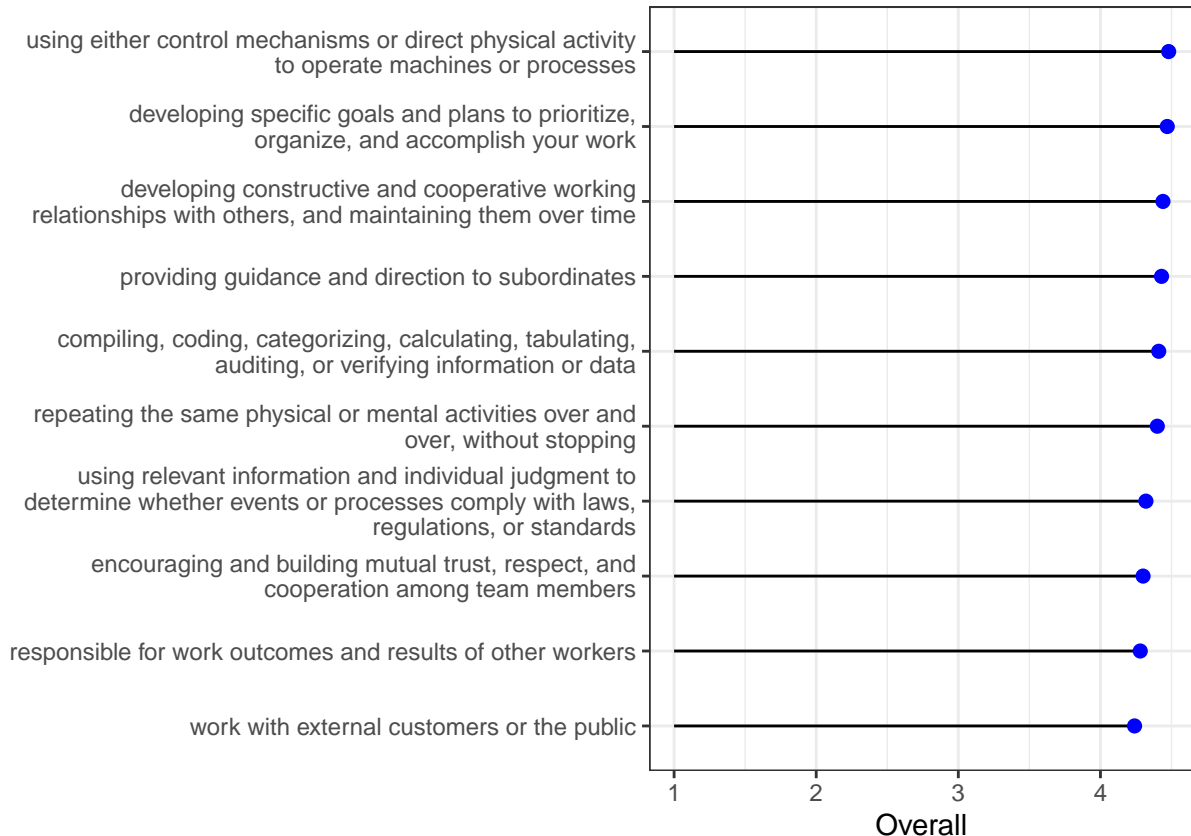 using either control mechanisms or direct physical activity
to operate machines or processes
developing specific goals and plans to prioritize,
organize, and accomplish your work
developing constructive and cooperative working
relationships with others, and maintaining them over time
providing guidance and direction to subordinates
compiling, coding, categorizing, calculating, tabulating,
auditing, or verifying information or data
repeating the same physical or mental activities over and
over, without stopping
using relevant information and individual judgment to
determine whether events or processes comply with laws,
regulations, or standards
encouraging and building mutual trust, respect, and
cooperation among team members
responsible for work outcomes and results of other workers
work with external customers or the public
1 2 3 4
Overall